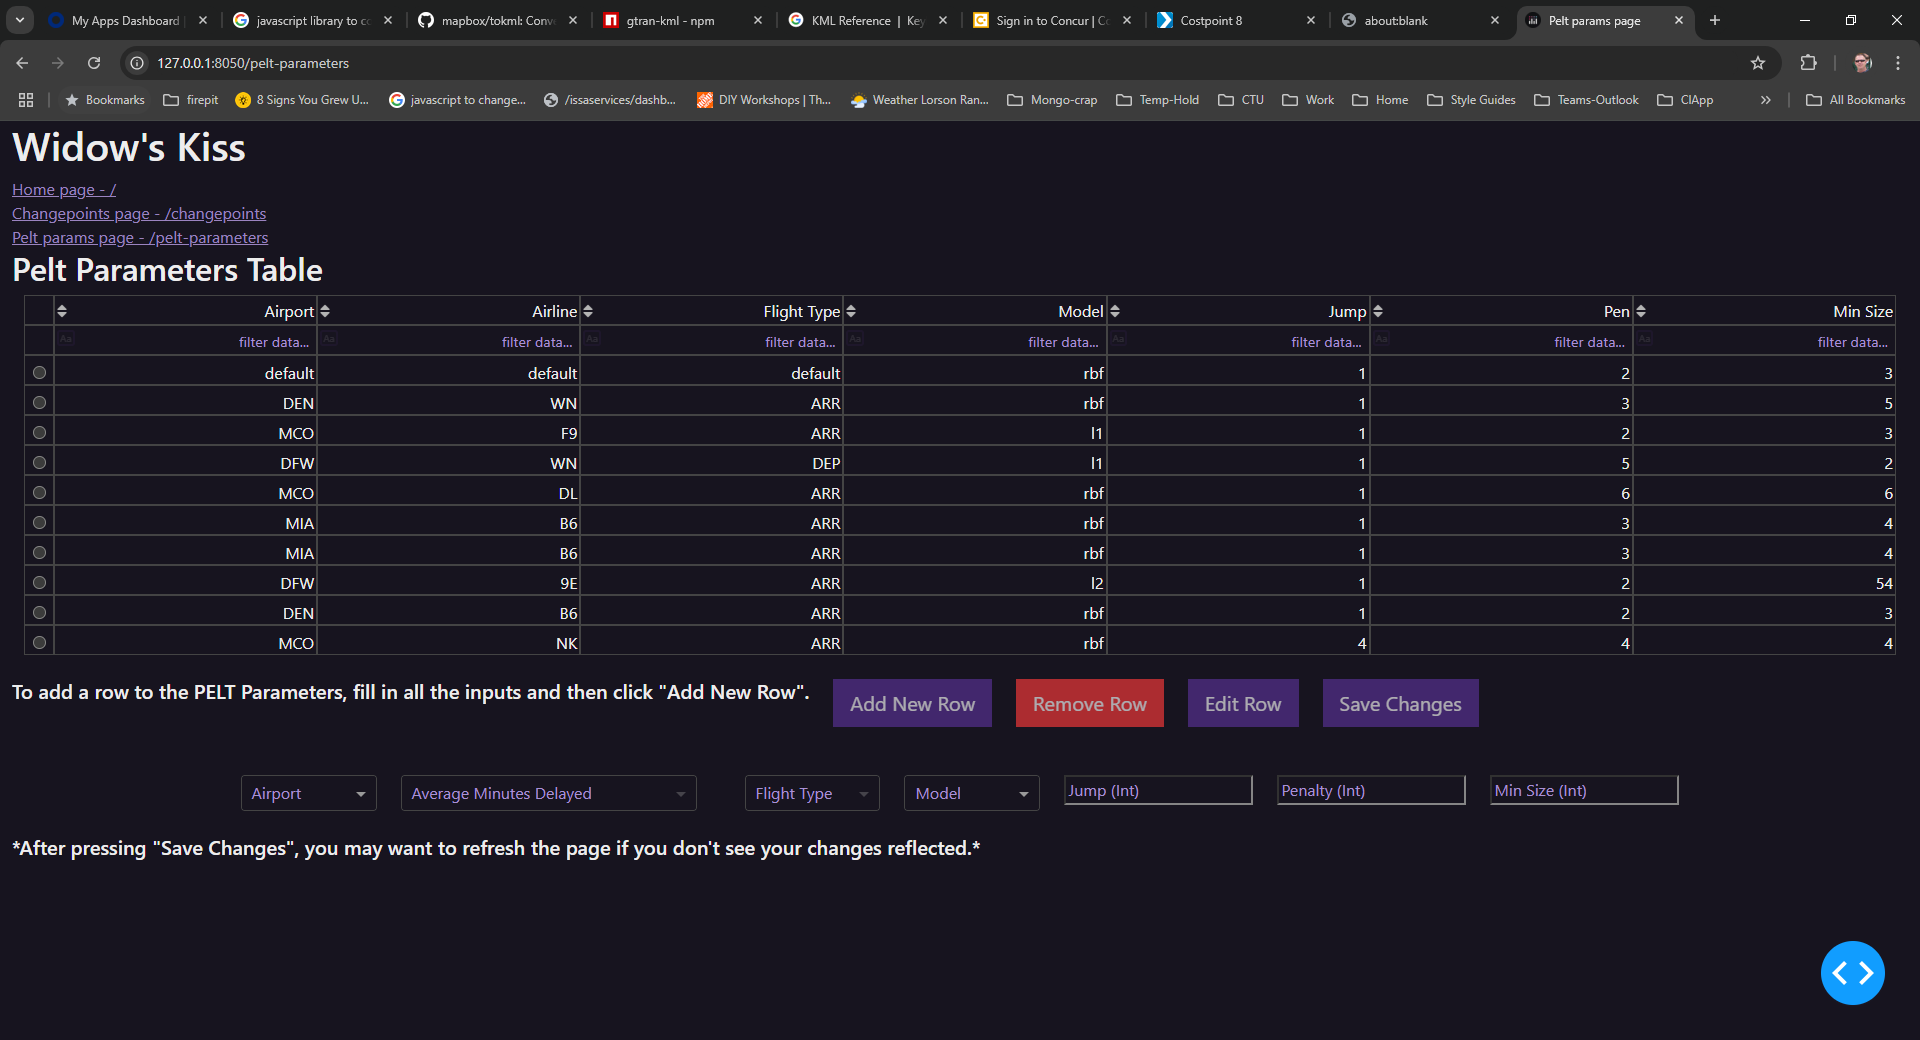 My Apps Dashboard
javascript library to co
mapbox/tokml: Conv
gtran-kml - npm
KML Reference | Key
Sign in to Concur | Co
Costpoint 8
about:blank
Pelt params page
127.0.0.1:8050/pelt-parameters
Bookmarks
firepit
8 Signs You Grew U...
javascript to change...
/issaservices/dashb...
DIY Workshops | Th...
Weather Lorson Ran...
Mongo-crap
Temp-Hold
CTU
Work
Home
Style Guides
Teams-Outlook
CIApp
All Bookmarks
Widow's Kiss
Home page - /
Changepoints page - /changepoints
Pelt params page - /pelt-parameters
Pelt Parameters Table
Airport Airline Flight Type Model Jump Pen Min Size
Aa filter data... Aa filter data... Aa filter data... Aa filter data... Aa filter data... Aa filter data... Aa filter data...
default default default rbf 1 2 3
DEN WN ARR rbf 1 3 5
MCO F9 ARR l1 1 2 3
DFW WN DEP l1 1 5 2
MCO DL ARR rbf 1 6 6
MIA B6 ARR rbf 1 3 4
MIA B6 ARR rbf 1 3 4
DFW 9E ARR l2 1 2 54
DEN B6 ARR rbf 1 2 3
MCO NK ARR rbf 4 4 4
To add a row to the PELT Parameters, fill in all the inputs and then click "Add New Row".
Add New Row
Remove Row
Edit Row
Save Changes
Airport
Average Minutes Delayed
Flight Type
Model
Jump (Int)
Penalty (Int)
Min Size (Int)
*After pressing "Save Changes", you may want to refresh the page if you don't see your changes reflected.*